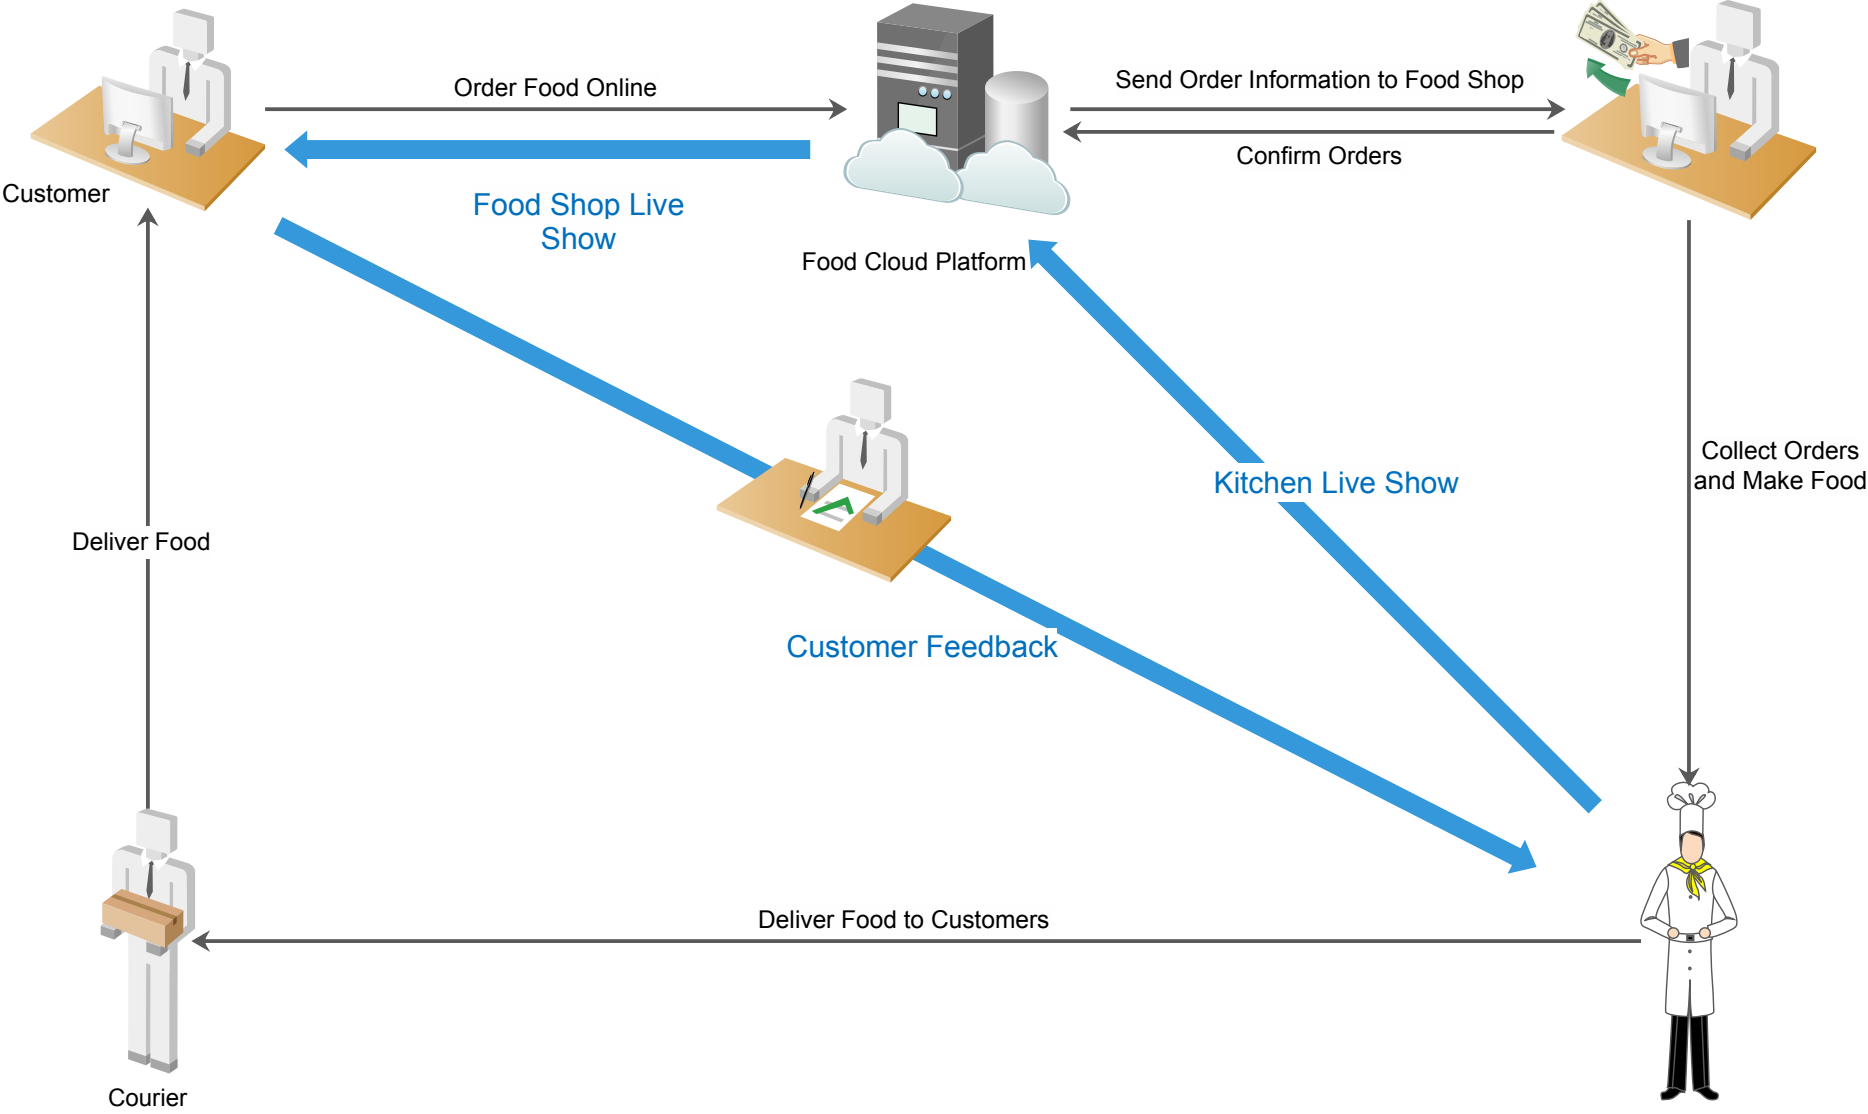 Order Food Online
Send Order Information to Food Shop
Confirm Orders
Customer
Food Shop Live
Show
Food Cloud Platform
Collect Orders
and Make Food
Kitchen Live Show
Deliver Food
Customer Feedback
Deliver Food to Customers
Courier